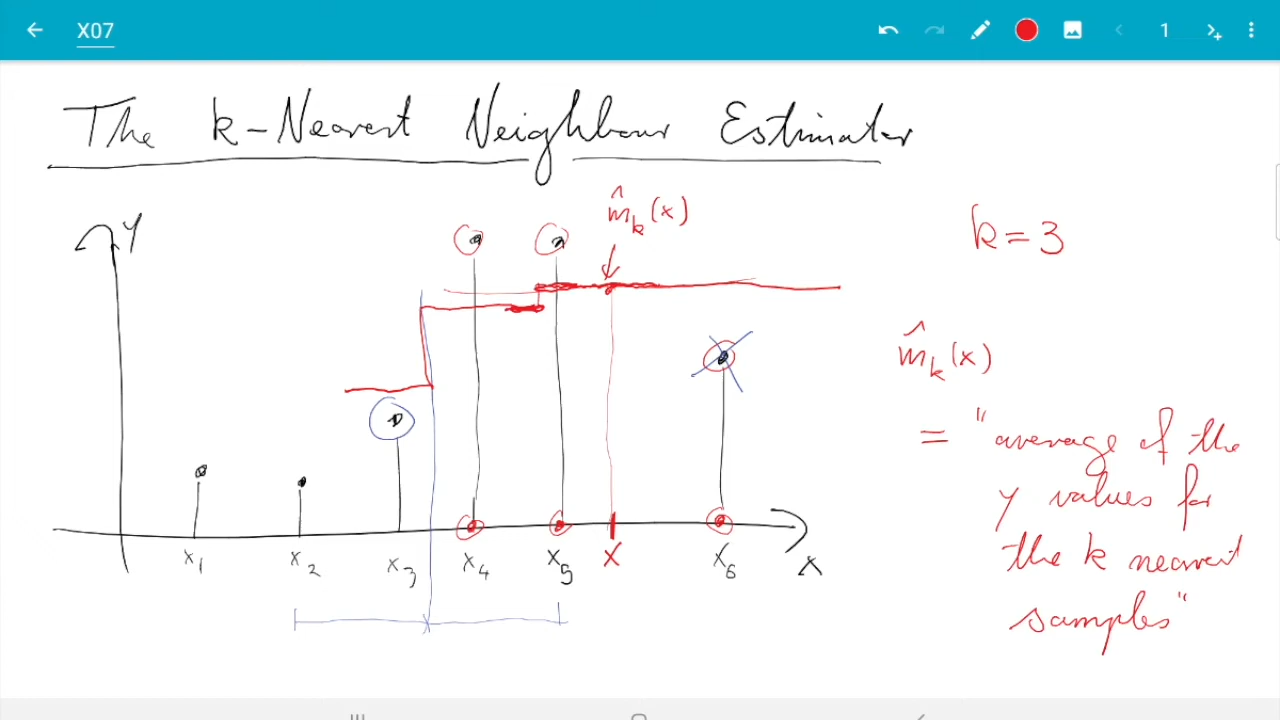 X07
1
The k-Nearest Neighbour Estimator
Y
m̂ₖ(x)
k = 3
m̂ₖ(x)
= "average of the
y values for
the k nearest
samples"
x₁ x₂ x₃ x₄ x₅ x x₆ x